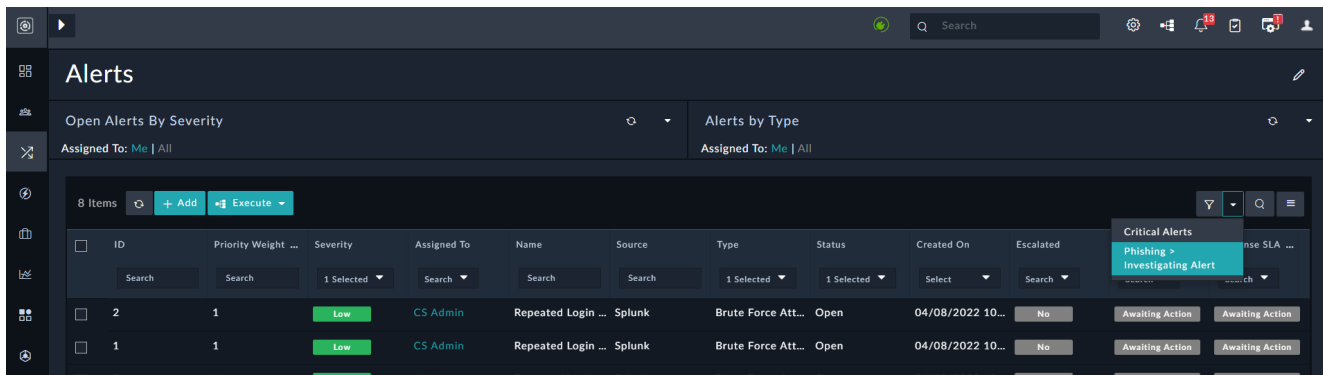 Search
13
Alerts
Open Alerts By Severity
Assigned To: Me | All
Alerts by Type
Assigned To: Me | All
8 Items
+ Add
Execute
Critical Alerts
Phishing >
Investigating Alert
ID Priority Weight ... Severity Assigned To Name Source Type Status Created On Escalated nse SLA ...
Search Search 1 Selected Search Search Search 1 Selected 1 Selected Select Search
2 1 Low CS Admin Repeated Login ... Splunk Brute Force Att... Open 04/08/2022 10... No Awaiting Action Awaiting Action
1 1 Low CS Admin Repeated Login ... Splunk Brute Force Att... Open 04/08/2022 10... No Awaiting Action Awaiting Action